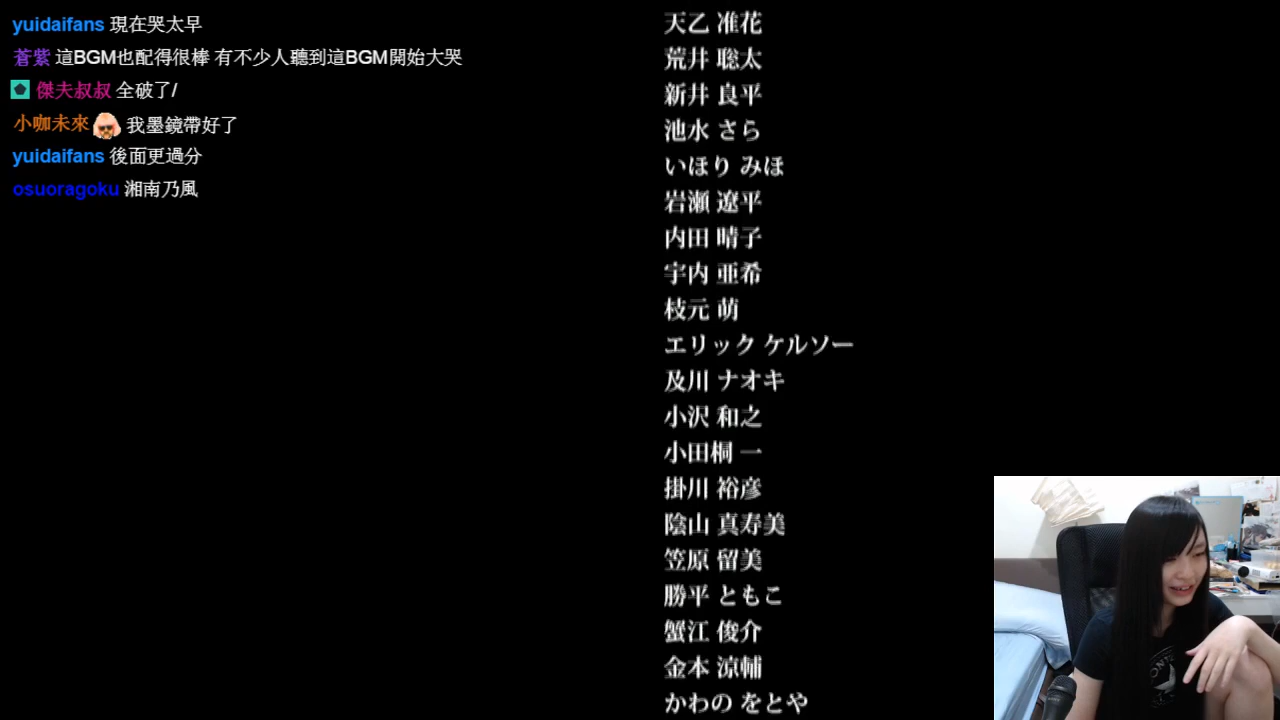 yuidaifans 現在哭太早
蒼紫 這BGM也配得很棒 有不少人聽到這BGM開始大哭
傑夫叔叔 全破了/
小咖未來 我墨鏡帶好了
yuidaifans 後面更過分
osuoragoku 湘南乃風
天乙 准花
荒井 聡太
新井 良平
池水 さら
いほり みほ
岩瀬 遼平
内田 晴子
宇内 亜希
枝元 萌
エリック ケルソー
及川 ナオキ
小沢 和之
小田桐 一
掛川 裕彦
陰山 真寿美
笠原 留美
勝平 ともこ
蟹江 俊介
金本 涼輔
かわの をとや